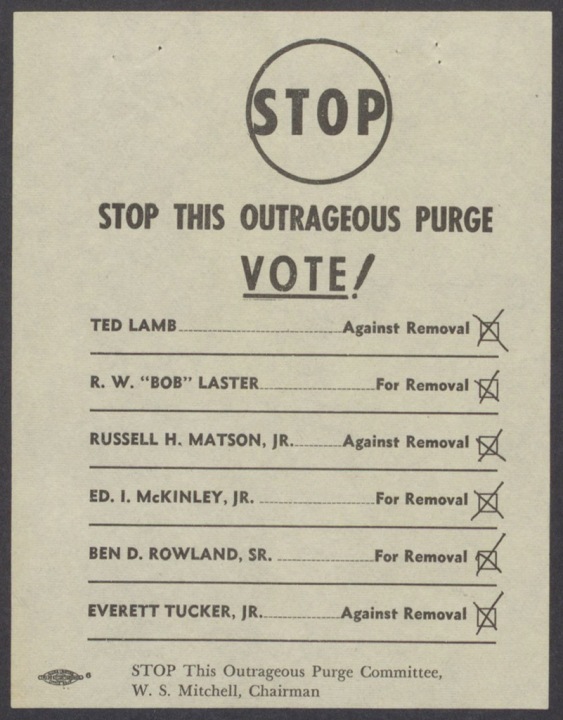 STOP
STOP THIS OUTRAGEOUS PURGE
VOTE!
TED LAMB Against Removal
R. W. “BOB” LASTER For Removal
RUSSELL H. MATSON, JR. Against Removal
ED. I. McKINLEY, JR. For Removal
BEN D. ROWLAND, SR. For Removal
EVERETT TUCKER, JR. Against Removal
STOP This Outrageous Purge Committee,
W. S. Mitchell, Chairman
6